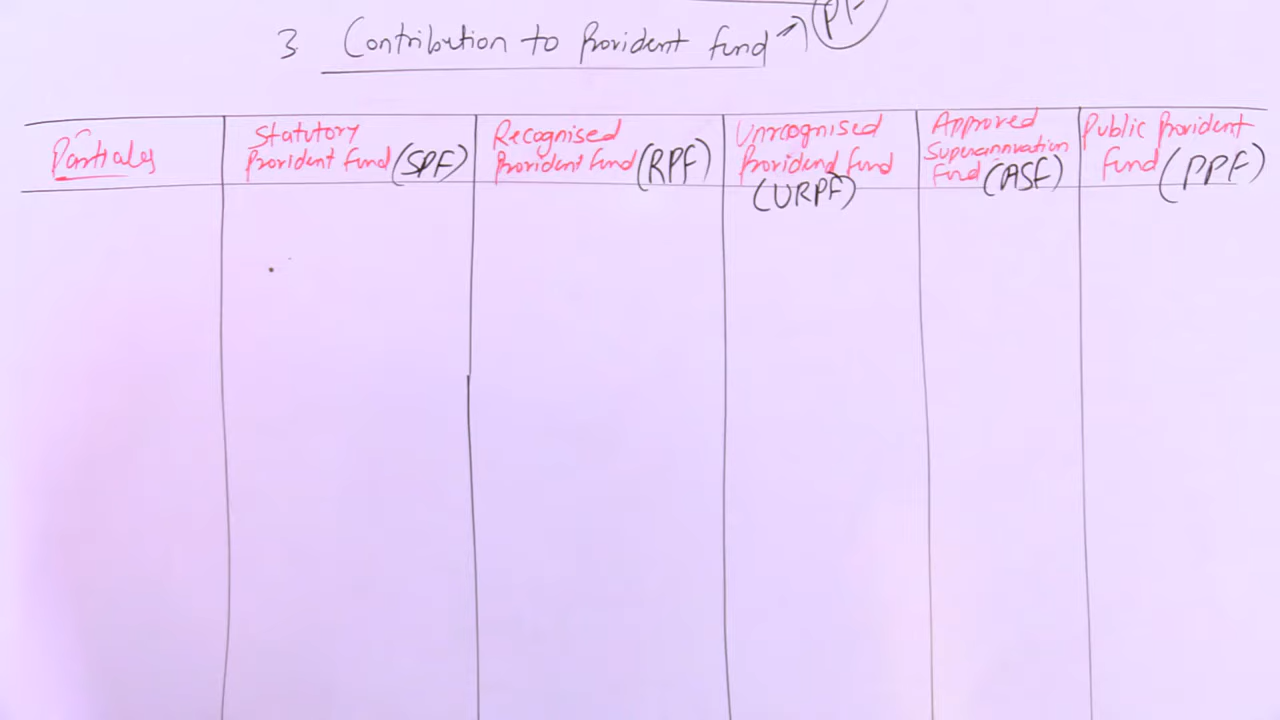 3 Contribution to Provident fund → PF
Particulars
Statutory
Provident Fund (SPF)
Recognised
Provident Fund (RPF)
Unrecognised
Provident Fund
(URPF)
Approved
Superannuation
Fund (ASF)
Public Provident
Fund (PPF)